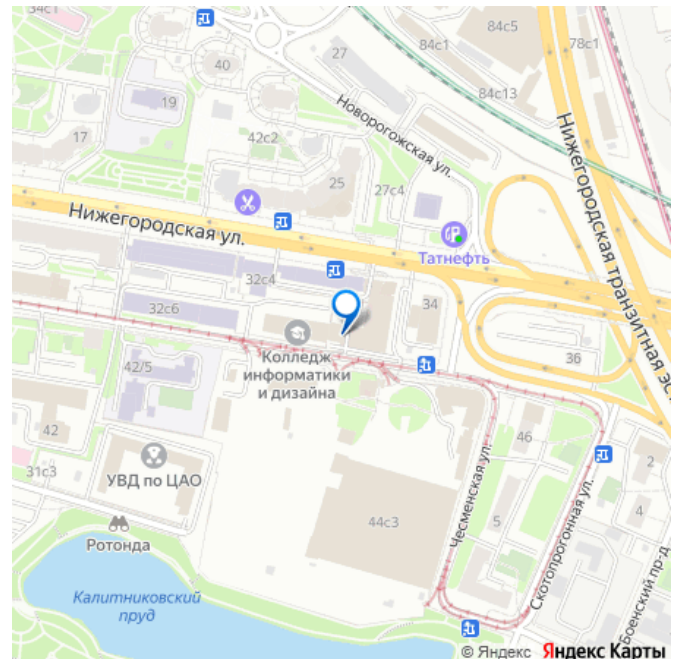 34с1
40
27
84с1
84с5
78с1
84с13
19
Новорогожская ул.
42с2
17
25
27с4
Нижегородская транзитная эст
Нижегородская ул.
Татнефть
32с4
32с6
34
Колледж
информатики
и дизайна
36
42/5
42
46
31с3
УВД по ЦАО
2
Чесменская ул.
Скотопрогонная ул.
44с3
5
4
Ротонда
Боенский пр-д
Калитниковский
пруд
© Яндекс Яндекс Карты